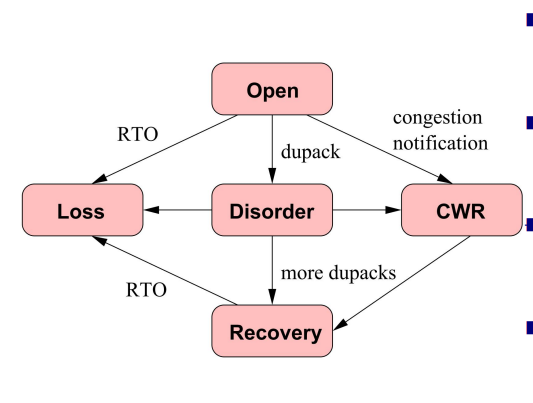 Open
RTO
congestion
notification
dupack
Loss
Disorder
CWR
more dupacks
RTO
Recovery